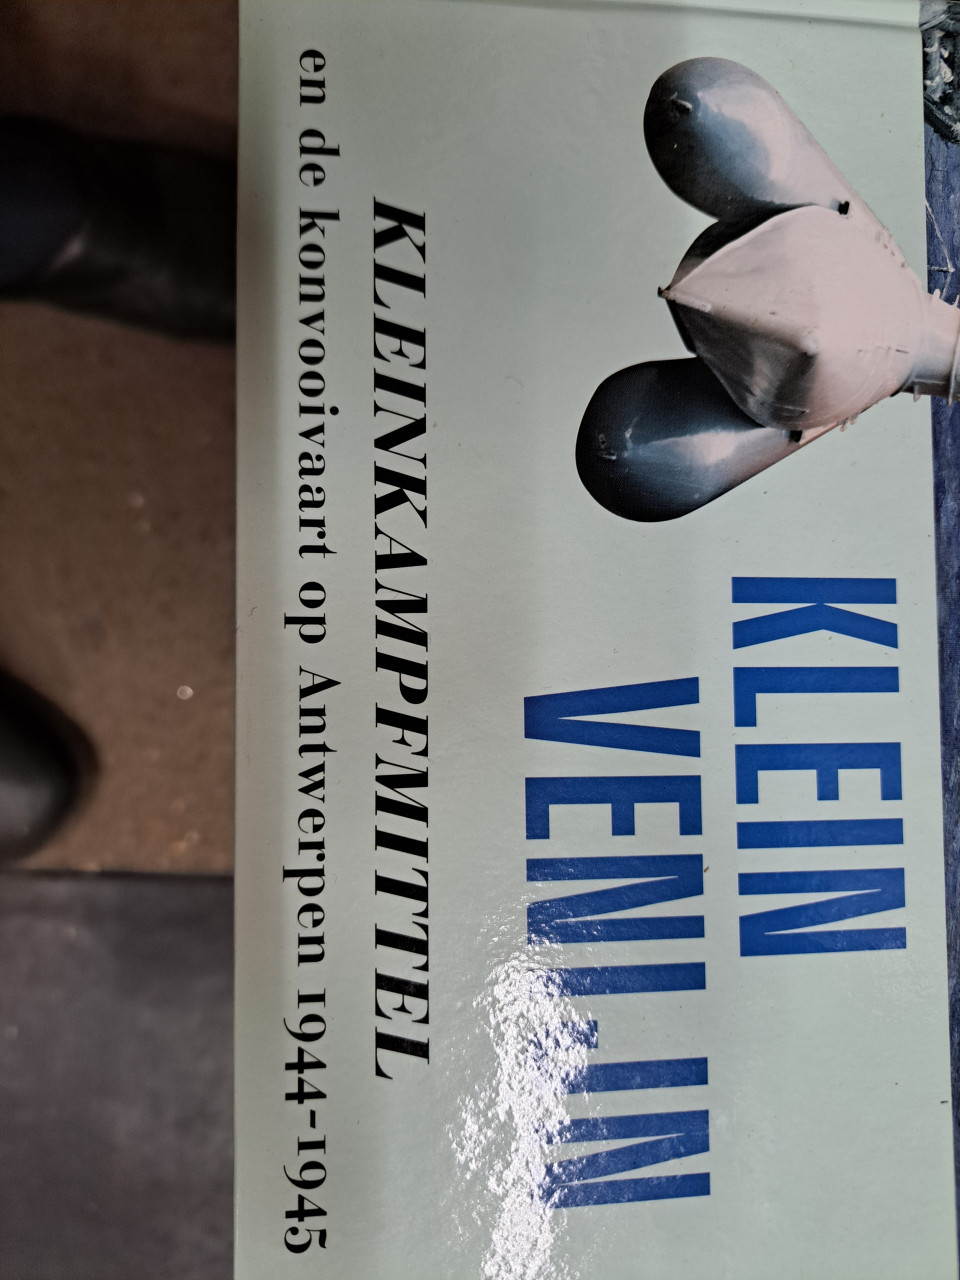 KLEIN
VENIJN
KLEINKAMPFMITTEL
en de konvooivaart op Antwerpen 1944-1945